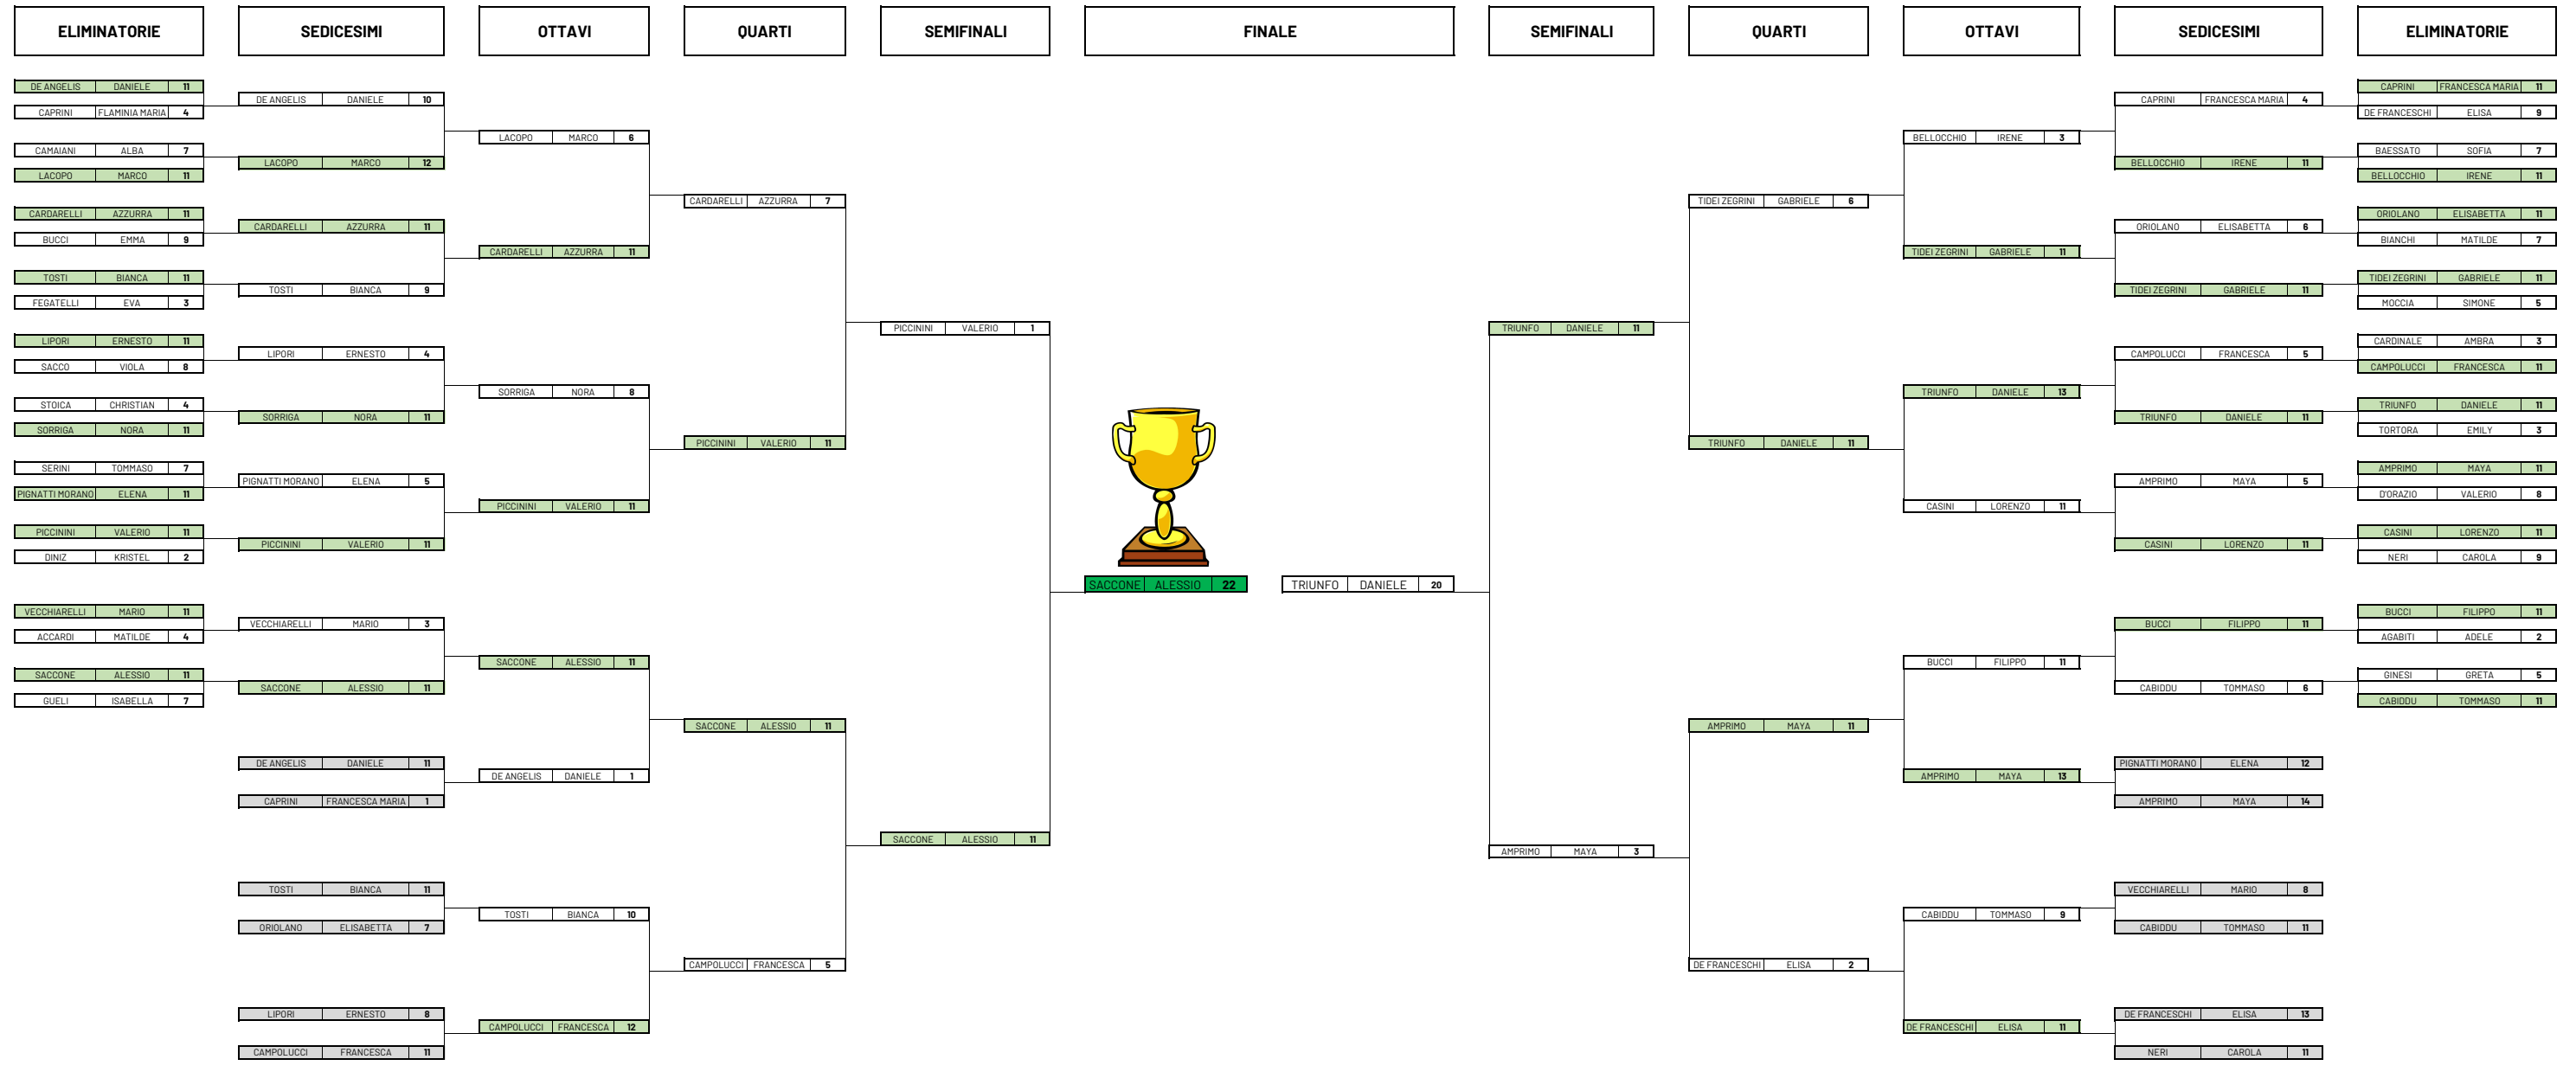 ELIMINATORIE SEDICESIMI OTTAVI QUARTI SEMIFINALI FINALE SEMIFINALI QUARTI OTTAVI SEDICESIMI ELIMINATORIE
DE ANGELIS DANIELE 11
CAPRINI FLAMINIA MARIA 4
CAMAIANI ALBA 7
LACOPO MARCO 11
CARDARELLI AZZURRA 11
BUCCI EMMA 9
TOSTI BIANCA 11
FEGATELLI EVA 3
LIPORI ERNESTO 11
SACCO VIOLA 8
STOICA CHRISTIAN 4
SORRIGA NORA 11
SERINI TOMMASO 7
PIGNATTI MORANO ELENA 11
PICCININI VALERIO 11
DINIZ KRISTEL 2
VECCHIARELLI MARIO 11
ACCARDI MATILDE 4
SACCONE ALESSIO 11
GUELI ISABELLA 7
DE ANGELIS DANIELE 10
LACOPO MARCO 12
CARDARELLI AZZURRA 11
TOSTI BIANCA 9
LIPORI ERNESTO 4
SORRIGA NORA 11
PIGNATTI MORANO ELENA 5
PICCININI VALERIO 11
VECCHIARELLI MARIO 3
SACCONE ALESSIO 11
DE ANGELIS DANIELE 11
CAPRINI FRANCESCA MARIA 1
TOSTI BIANCA 11
ORIOLANO ELISABETTA 7
LIPORI ERNESTO 8
CAMPOLUCCI FRANCESCA 11
LACOPO MARCO 6
CARDARELLI AZZURRA 11
SORRIGA NORA 8
PICCININI VALERIO 11
SACCONE ALESSIO 11
DE ANGELIS DANIELE 1
TOSTI BIANCA 10
CAMPOLUCCI FRANCESCA 12
CARDARELLI AZZURRA 7
PICCININI VALERIO 11
SACCONE ALESSIO 11
CAMPOLUCCI FRANCESCA 5
PICCININI VALERIO 1
SACCONE ALESSIO 11
SACCONE ALESSIO 22
TRIUNFO DANIELE 20
TRIUNFO DANIELE 11
AMPRIMO MAYA 3
TIDEI ZEGRINI GABRIELE 6
TRIUNFO DANIELE 11
AMPRIMO MAYA 11
DE FRANCESCHI ELISA 2
BELLOCCHIO IRENE 3
TIDEI ZEGRINI GABRIELE 11
TRIUNFO DANIELE 13
CASINI LORENZO 11
BUCCI FILIPPO 11
AMPRIMO MAYA 13
CABIDDU TOMMASO 9
DE FRANCESCHI ELISA 11
CAPRINI FRANCESCA MARIA 4
BELLOCCHIO IRENE 11
ORIOLANO ELISABETTA 6
TIDEI ZEGRINI GABRIELE 11
CAMPOLUCCI FRANCESCA 5
TRIUNFO DANIELE 11
AMPRIMO MAYA 5
CASINI LORENZO 11
BUCCI FILIPPO 11
CABIDDU TOMMASO 6
PIGNATTI MORANO ELENA 12
AMPRIMO MAYA 14
VECCHIARELLI MARIO 8
CABIDDU TOMMASO 11
DE FRANCESCHI ELISA 13
NERI CAROLA 11
CAPRINI FRANCESCA MARIA 11
DE FRANCESCHI ELISA 9
BAESSATO SOFIA 7
BELLOCCHIO IRENE 11
ORIOLANO ELISABETTA 11
BIANCHI MATILDE 7
TIDEI ZEGRINI GABRIELE 11
MOCCIA SIMONE 5
CARDINALE AMBRA 3
CAMPOLUCCI FRANCESCA 11
TRIUNFO DANIELE 11
TORTORA EMILY 3
AMPRIMO MAYA 11
D'ORAZIO VALERIO 8
CASINI LORENZO 11
NERI CAROLA 9
BUCCI FILIPPO 11
AGABITI ADELE 2
GINESI GRETA 5
CABIDDU TOMMASO 11